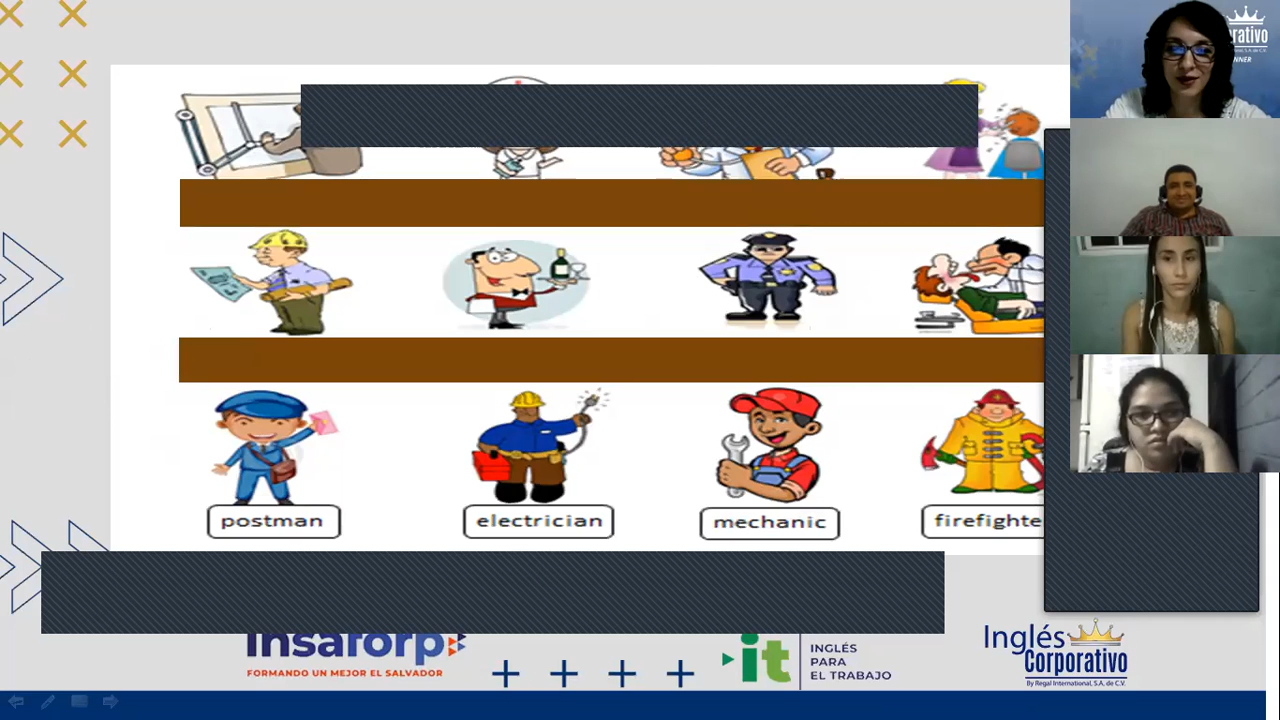 postman
electrician
mechanic
firefighte
Insaforp
FORMANDO UN MEJOR EL SALVADOR
it
INGLÉS
PARA
EL TRABAJO
Inglés
Corporativo
By Regal International, S.A. de C.V.